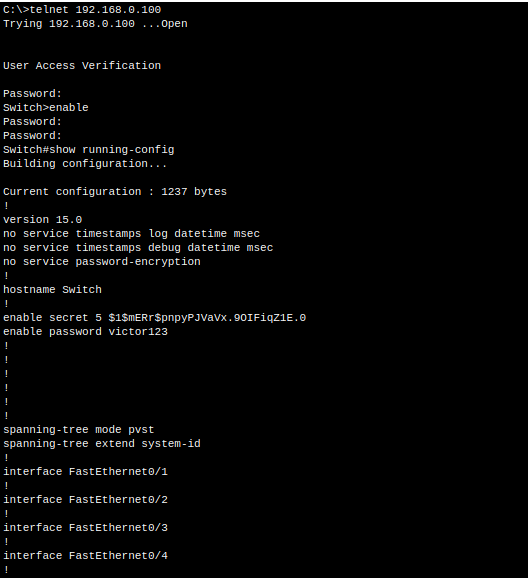 C:\>telnet 192.168.0.100
Trying 192.168.0.100 ...Open
User Access Verification
Password:
Switch>enable
Password:
Password:
Switch#show running-config
Building configuration...
Current configuration : 1237 bytes
!
version 15.0
no service timestamps log datetime msec
no service timestamps debug datetime msec
no service password-encryption
!
hostname Switch
!
enable secret 5 $1$mERr$pnpyPJVaVx.9OIFiqZ1E.0
enable password victor123
!
!
!
!
!
!
spanning-tree mode pvst
spanning-tree extend system-id
!
interface FastEthernet0/1
!
interface FastEthernet0/2
!
interface FastEthernet0/3
!
interface FastEthernet0/4
!